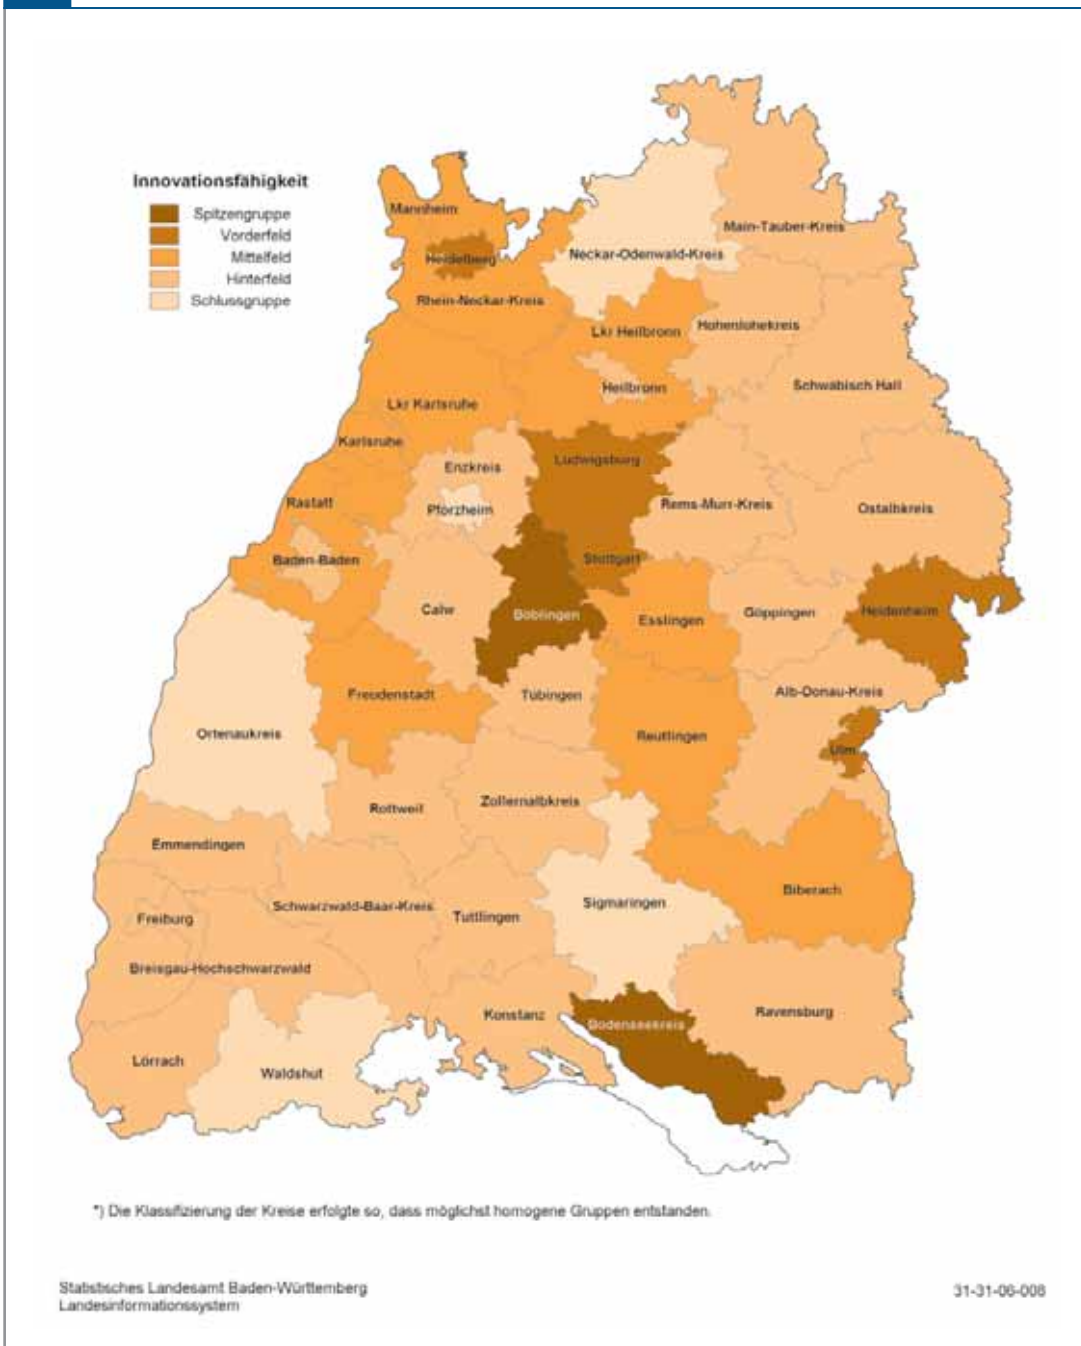 Innovationsfähigkeit
Spitzengruppe
Vorderfeld
Mittelfeld
Hinterfeld
Schlussgruppe
Mannheim
Heidelberg
Rhein-Neckar-Kreis
Neckar-Odenwald-Kreis
Main-Tauber-Kreis
Lkr Heilbronn
Hohenlohekreis
Heilbronn
Schwäbisch Hall
Lkr Karlsruhe
Karlsruhe
Enzkreis
Ludwigsburg
Pforzheim
Rems-Murr-Kreis
Ostalbkreis
Rastatt
Baden-Baden
Stuttgart
Calw
Böblingen
Esslingen
Göppingen
Heidenheim
Freudenstadt
Tübingen
Alb-Donau-Kreis
Ortenaukreis
Reutlingen
Ulm
Rottweil
Zollernalbkreis
Emmendingen
Biberach
Freiburg
Schwarzwald-Baar-Kreis
Tuttlingen
Sigmaringen
Breisgau-Hochschwarzwald
Konstanz
Bodenseekreis
Ravensburg
Lörrach
Waldshut
*) Die Klassifizierung der Kreise erfolgte so, dass möglichst homogene Gruppen entstanden.
Statistisches Landesamt Baden-Württemberg
Landesinformationssystem
31-31-06-008